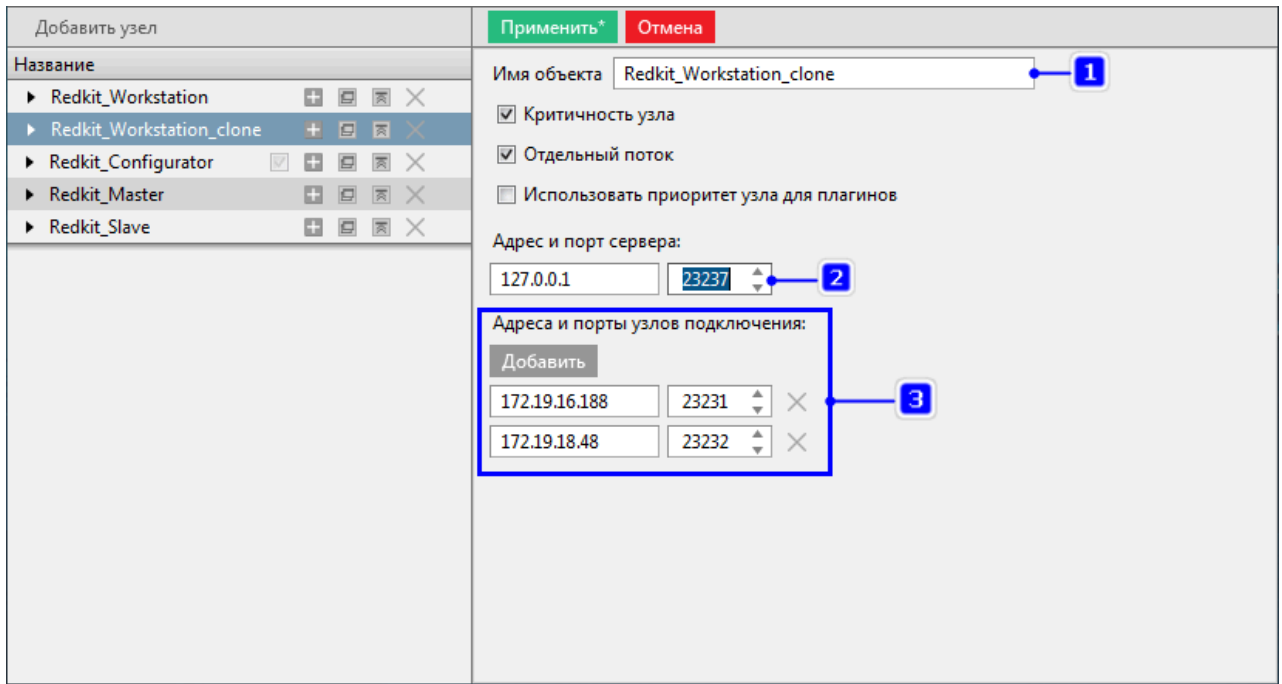 Добавить узел
Название
Redkit_Workstation
Redkit_Workstation_clone
Redkit_Configurator
Redkit_Master
Redkit_Slave
Применить* Отмена
Имя объекта Redkit_Workstation_clone 1
Критичность узла
Отдельный поток
Использовать приоритет узла для плагинов
Адрес и порт сервера:
127.0.0.1 23237 2
Адреса и порты узлов подключения:
Добавить
172.19.16.188 23231 3
172.19.18.48 23232